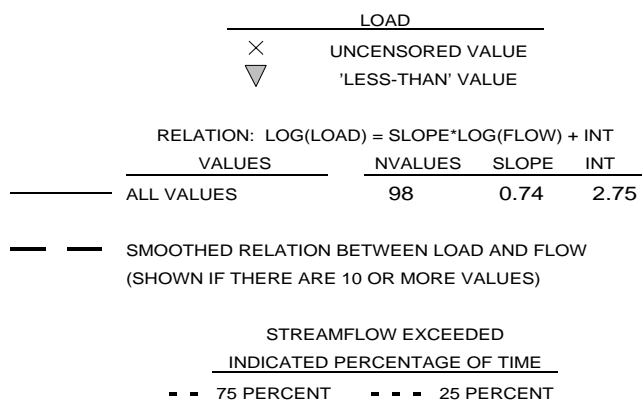 LOAD
UNCENSORED VALUE
'LESS-THAN' VALUE
RELATION: LOG(LOAD) = SLOPE*LOG(FLOW) + INT
VALUES NVALUES SLOPE INT
ALL VALUES 98 0.74 2.75
SMOOTHED RELATION BETWEEN LOAD AND FLOW
(SHOWN IF THERE ARE 10 OR MORE VALUES)
STREAMFLOW EXCEEDED
INDICATED PERCENTAGE OF TIME
75 PERCENT 25 PERCENT